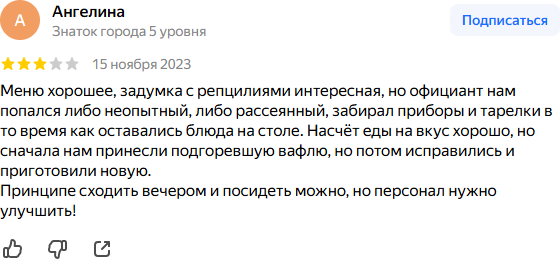 А
Ангелина
Знаток города 5 уровня
Подписаться
15 ноября 2023
Меню хорошее, задумка с репцилиями интересная, но официант нам
попался либо неопытный, либо рассеянный, забирал приборы и тарелки в
то время как оставались блюда на столе. Насчёт еды на вкус хорошо, но
сначала нам принесли подгоревшую вафлю, но потом исправились и
приготовили новую.
Принципе сходить вечером и посидеть можно, но персонал нужно
улучшить!